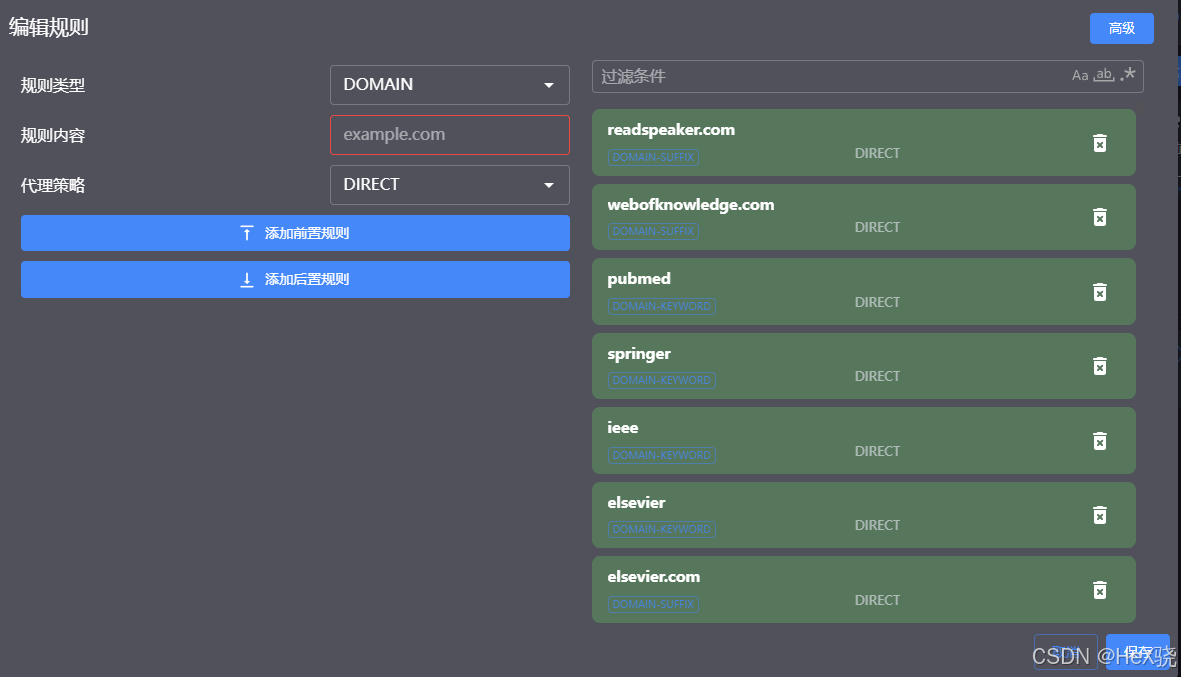 编辑规则
高级
规则类型
DOMAIN
规则内容
example.com
代理策略
DIRECT
添加前置规则
添加后置规则
过滤条件
Aa ab .*
readspeaker.com
DOMAIN-SUFFIX
DIRECT
webofknowledge.com
DOMAIN-SUFFIX
DIRECT
pubmed
DOMAIN-KEYWORD
DIRECT
springer
DOMAIN-KEYWORD
DIRECT
ieee
DOMAIN-KEYWORD
DIRECT
elsevier
DOMAIN-KEYWORD
DIRECT
elsevier.com
DOMAIN-SUFFIX
DIRECT
取消
保存
CSDN @HeX骁